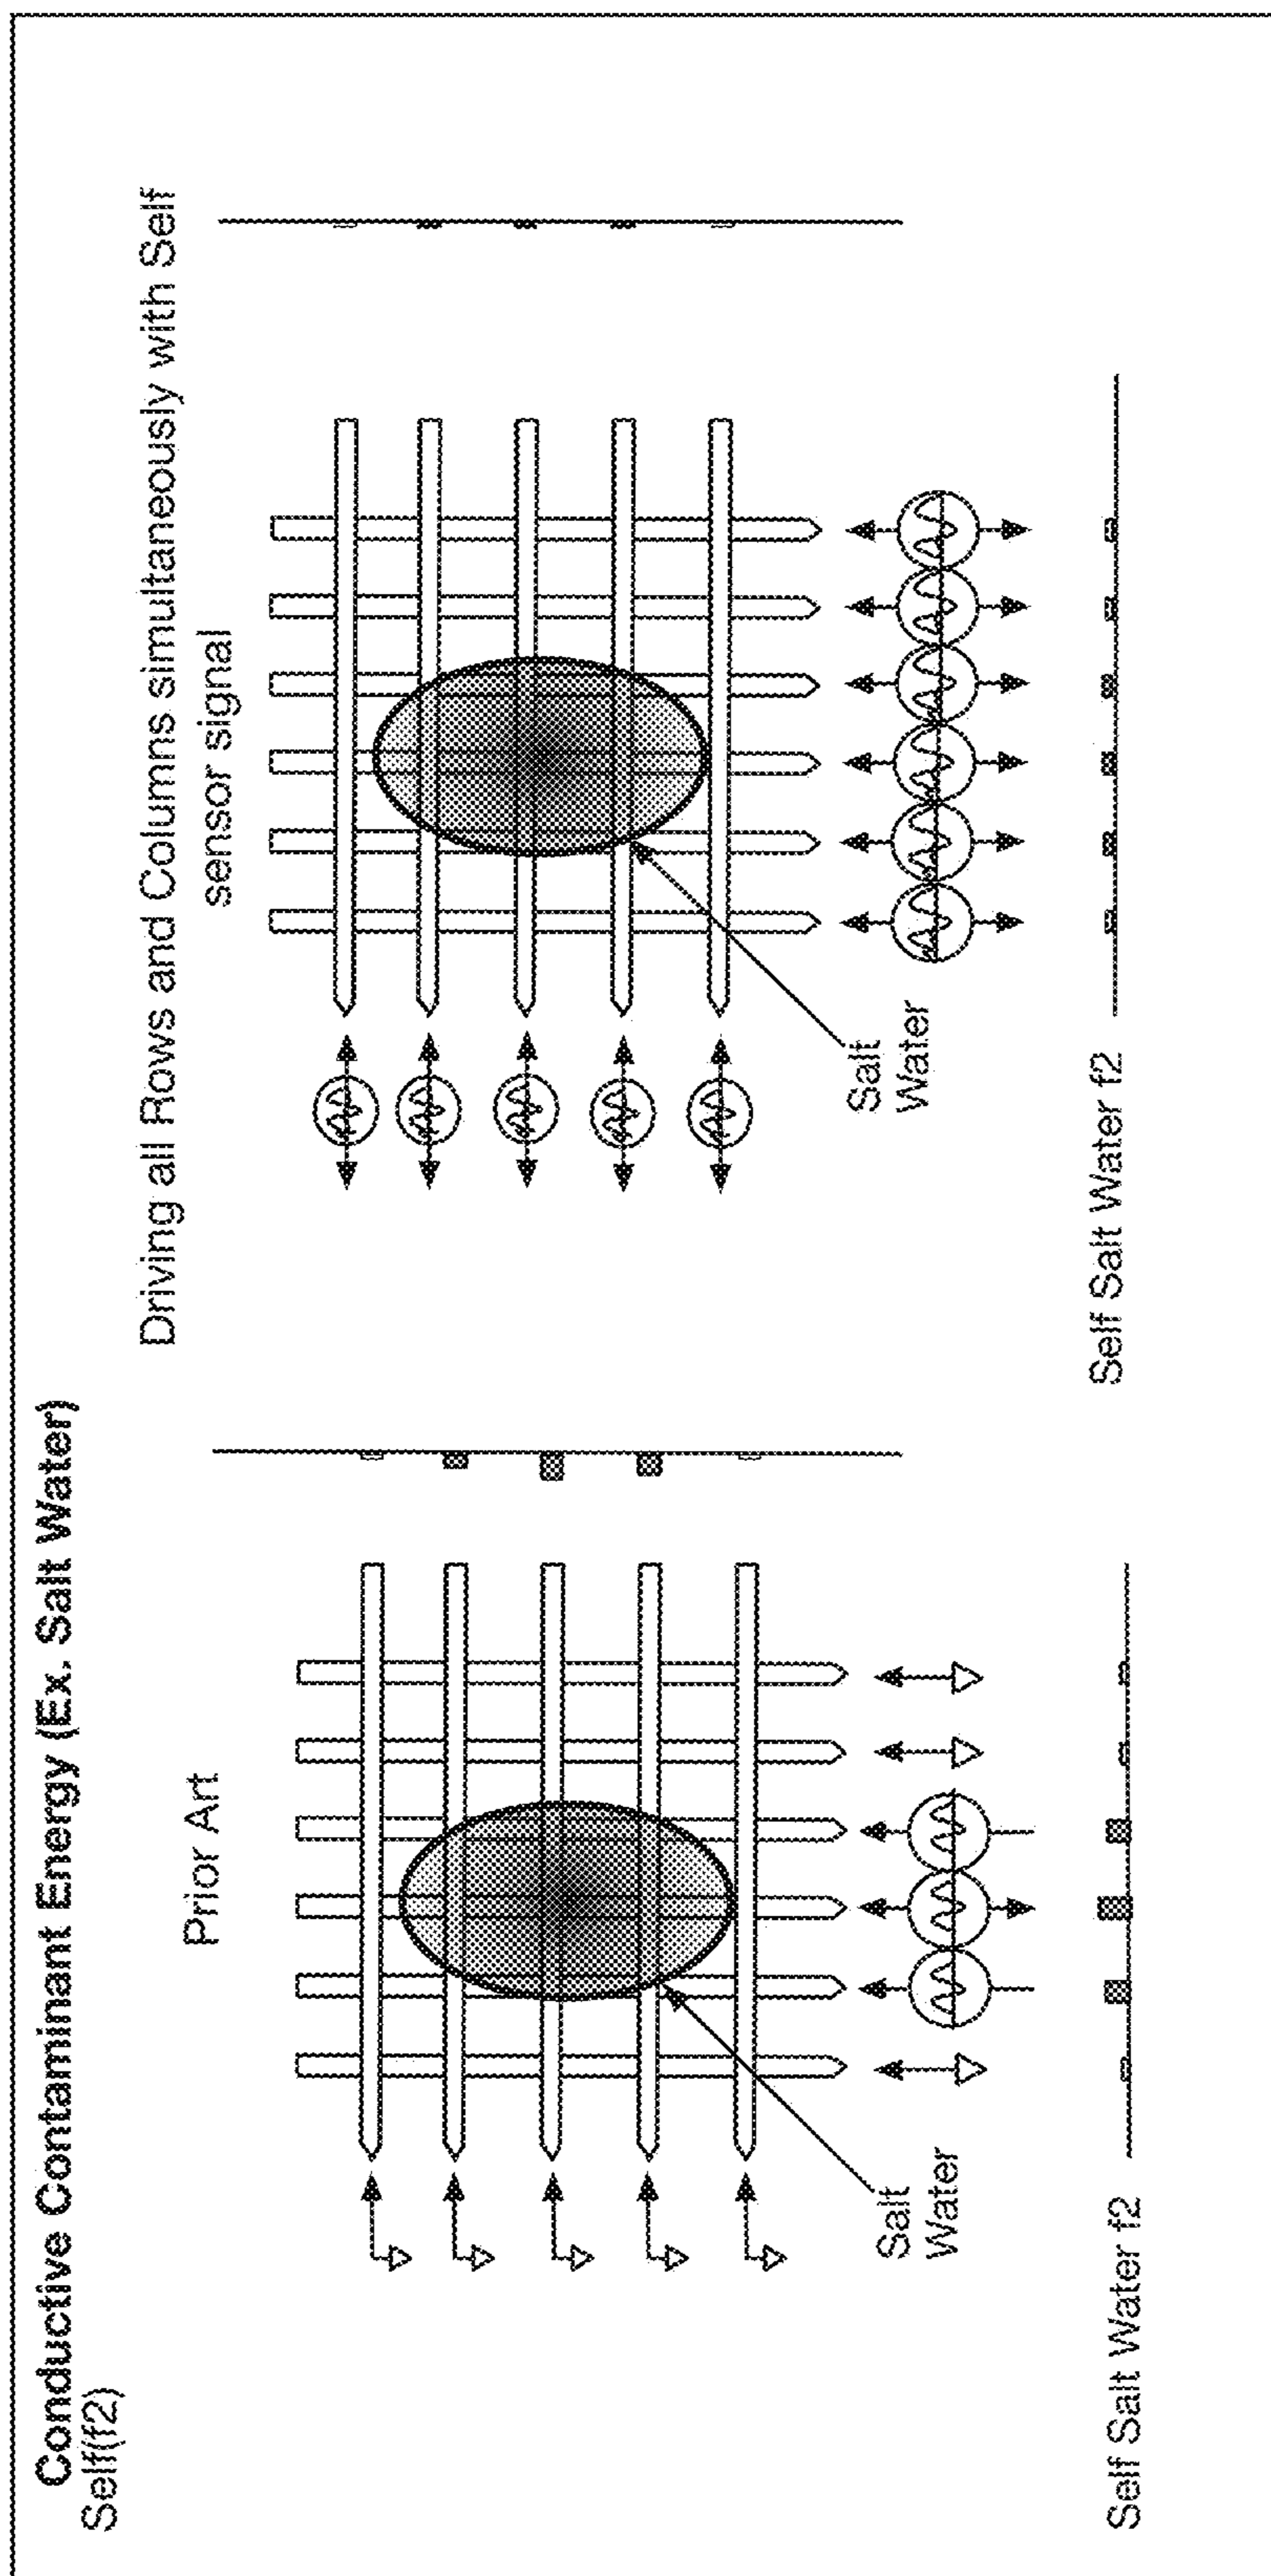 Conductive Contaminant Energy (Ex. Salt Water)
Self(f2)
Prior Art
Salt
Water
Self Salt Water f2
Driving all Rows and Columns simultaneously with Self
sensor signal
Salt
Water
Self Salt Water f2